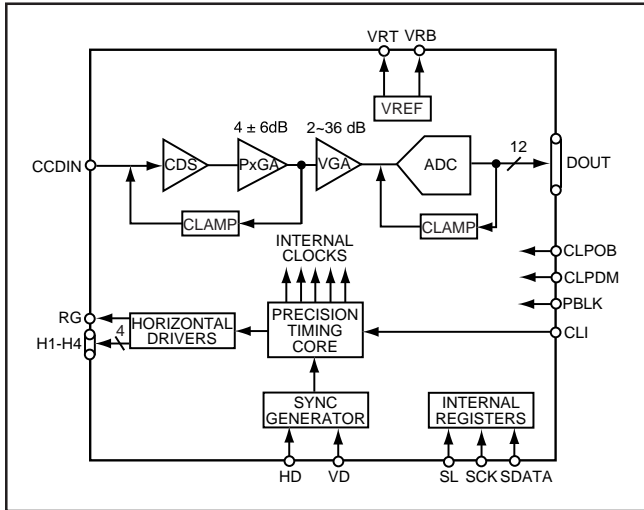 VRT VRB
VREF
4 ± 6dB 2~36 dB
CCDIN CDS PxGA VGA ADC 12 DOUT
CLAMP CLAMP
INTERNAL
CLOCKS
CLPOB
CLPDM
PBLK
RG
H1-H4 4
HORIZONTAL
DRIVERS
PRECISION
TIMING
CORE
CLI
SYNC
GENERATOR
INTERNAL
REGISTERS
HD VD SL SCK SDATA